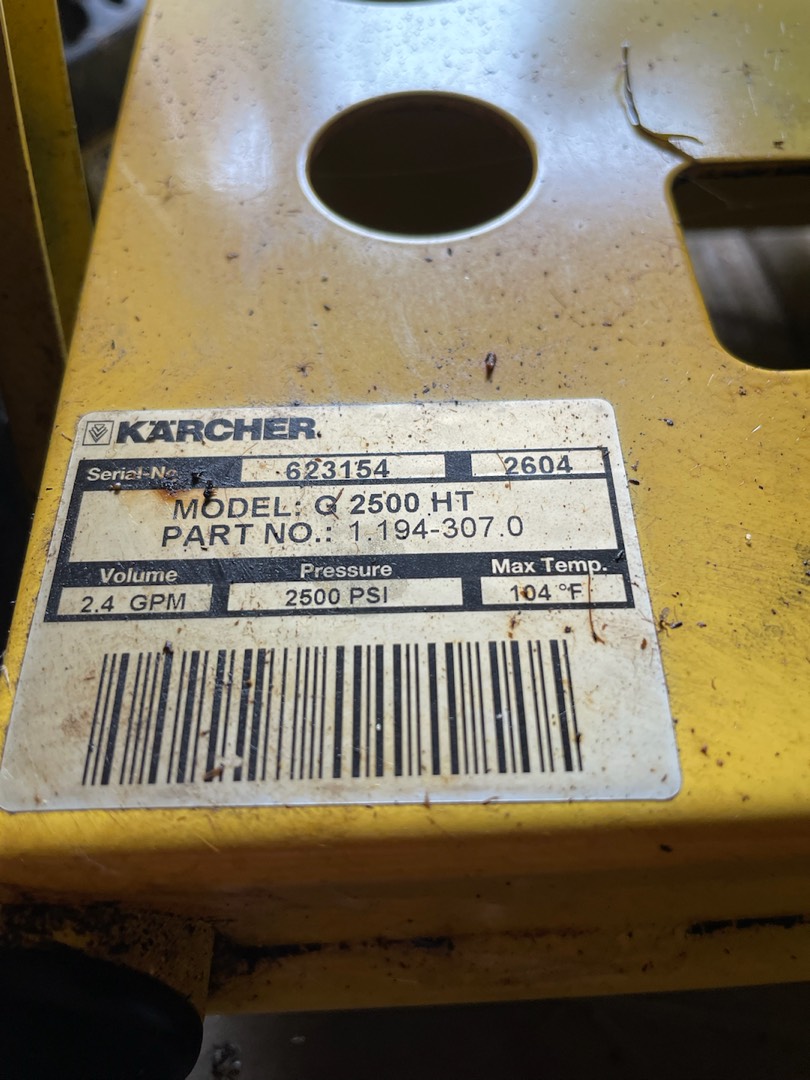 KÄRCHER
Serial-No. 623154 2604
MODEL: G 2500 HT
PART NO.: 1.194-307.0
Volume Pressure Max Temp.
2.4 GPM 2500 PSI 104 °F